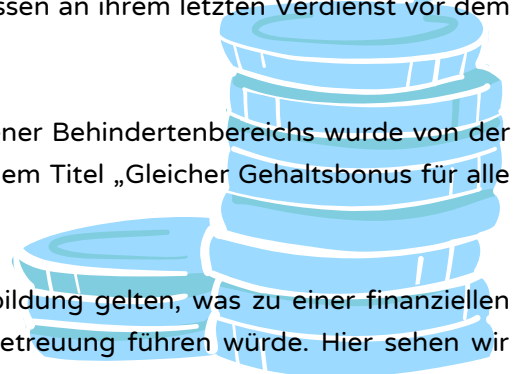 ssen an ihrem letzten Verdienst vor dem
ner Behindertenbereichs wurde von der
em Titel „Gleicher Gehaltsbonus für alle
bildung gelten, was zu einer finanziellen
etreuung führen würde. Hier sehen wir